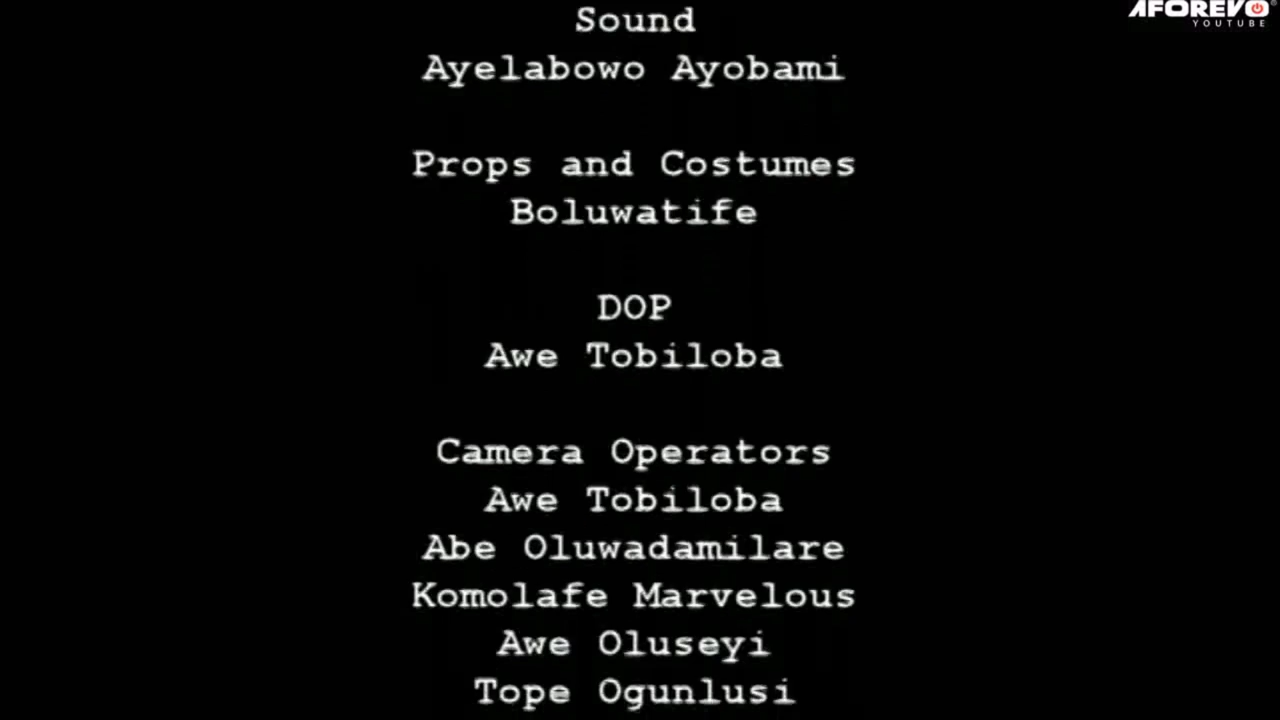 AFOREVO
YOUTUBE
Sound
Ayelabowo Ayobami
Props and Costumes
Boluwatife
DOP
Awe Tobiloba
Camera Operators
Awe Tobiloba
Abe Oluwadamilare
Komolafe Marvelous
Awe Oluseyi
Tope Ogunlusi